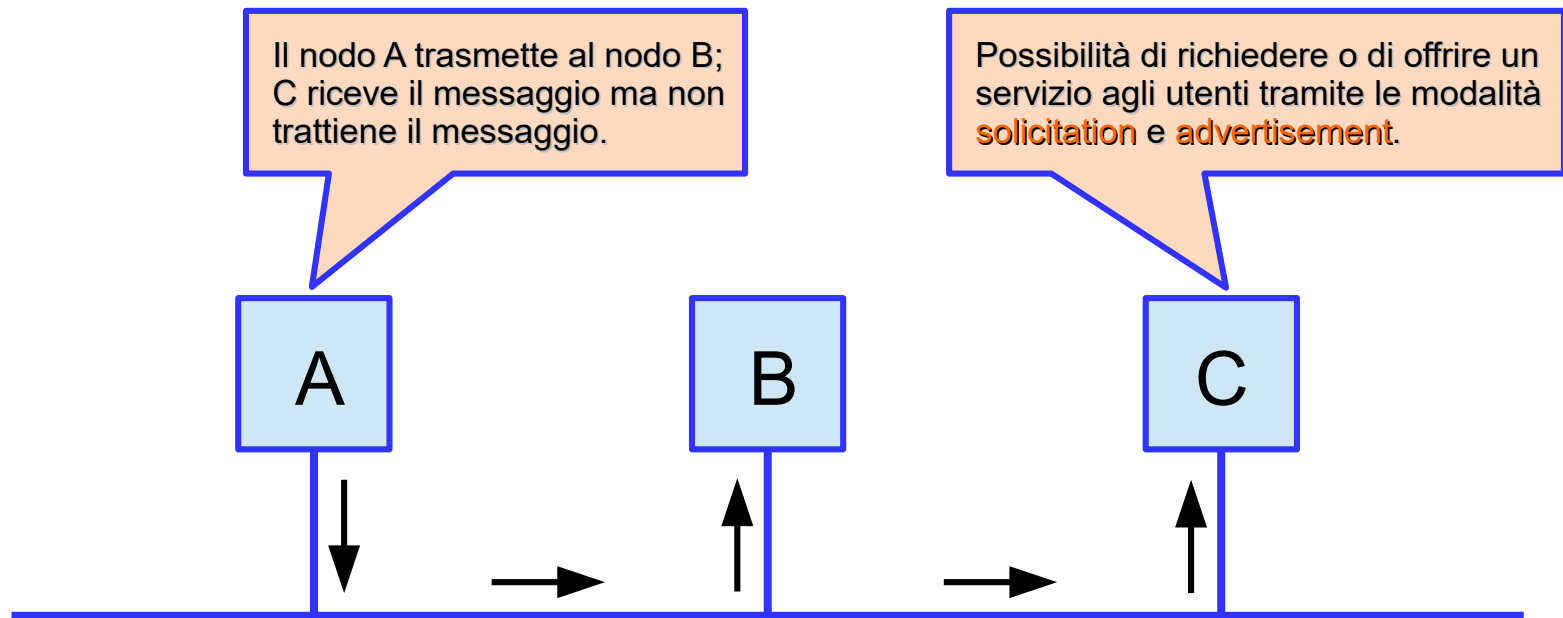 Il nodo A trasmette al nodo B;
C riceve il messaggio ma non
trattiene il messaggio.
Possibilità di richiedere o di offrire un
servizio agli utenti tramite le modalità
solicitation e advertisement.
A
B
C